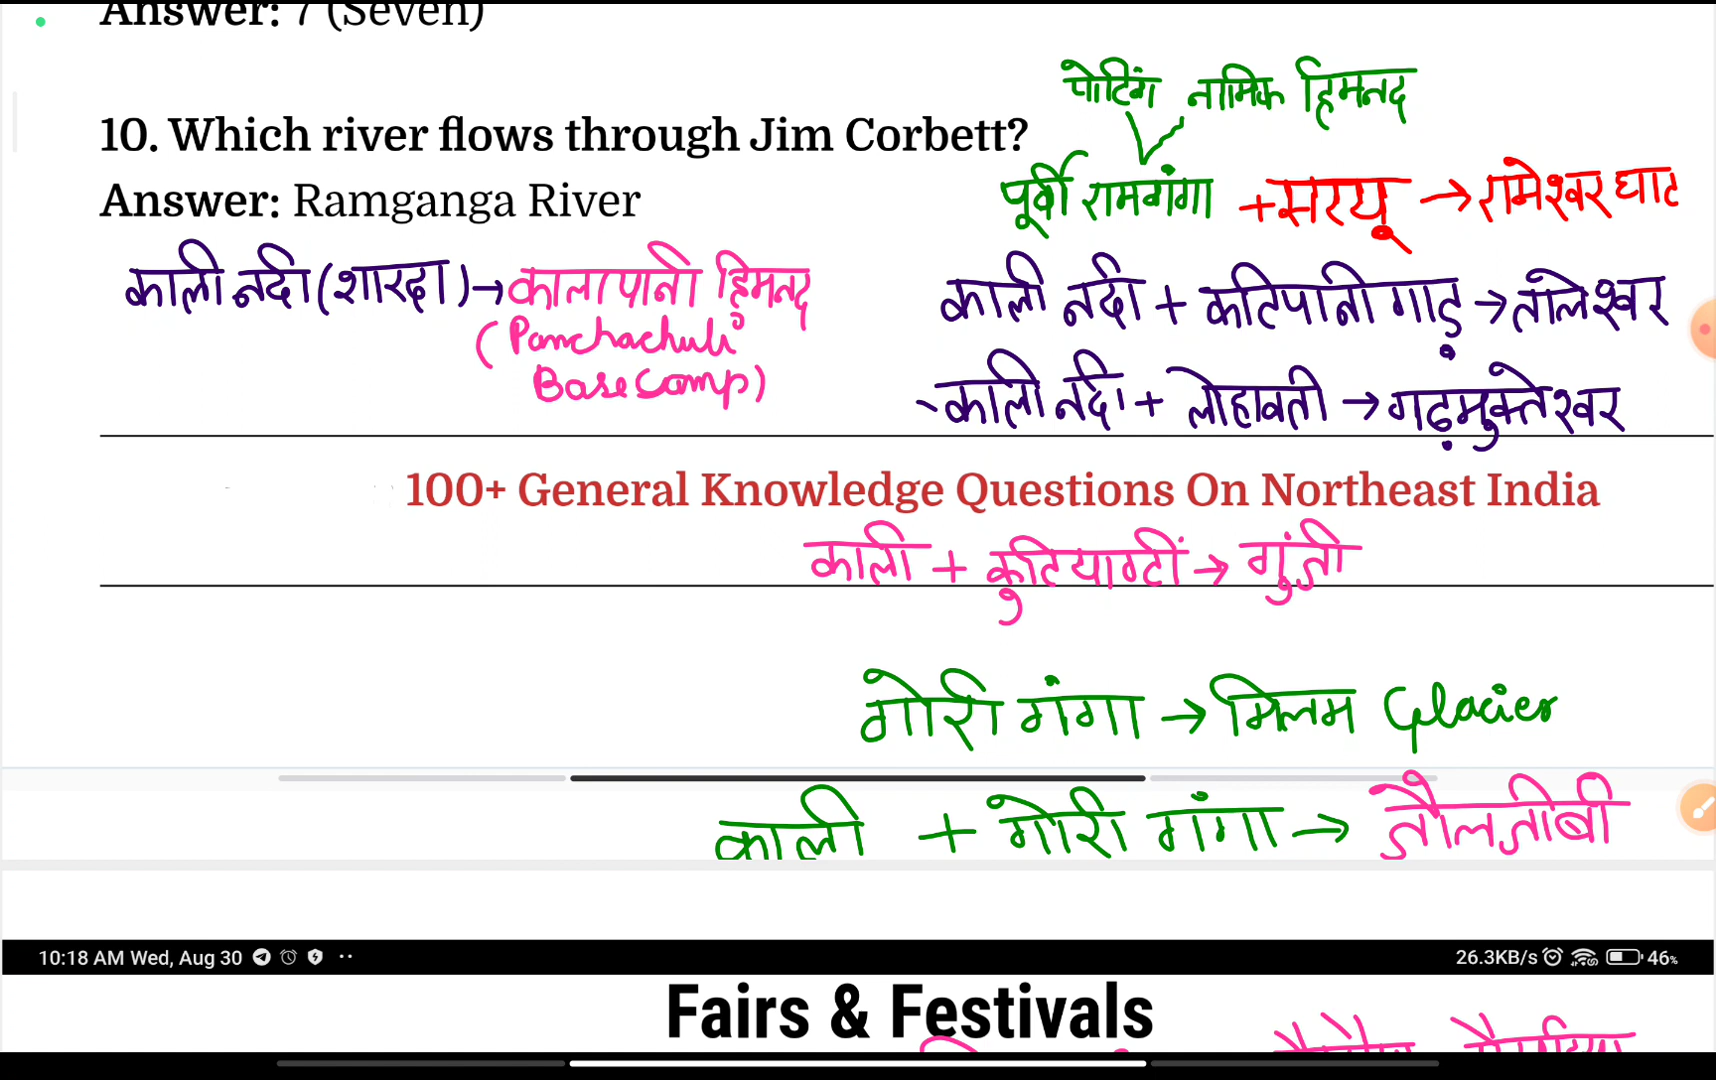 Answer: 7 (Seven)
पोटिंग नामिक हिमनद
10. Which river flows through Jim Corbett?
पूर्वी रामगंगा + सरयू → रामेश्वर घाट
Answer: Ramganga River
काली नदी (शारदा) → कालापानी हिमनद
(Panchachuli
Base camp)
काली नदी + कटिपानी गाड़ → तालेश्वर
- काली नदी + लोहावती → गढ़मुक्तेश्वर
100+ General Knowledge Questions On Northeast India
काली + कुटियांग्टी → गुंजी
गोरी गंगा → मिलम Glacier
काली + गोरी गंगा → जौलजीबी
10:18 AM Wed, Aug 30
26.3KB/s 46%
Fairs & Festivals